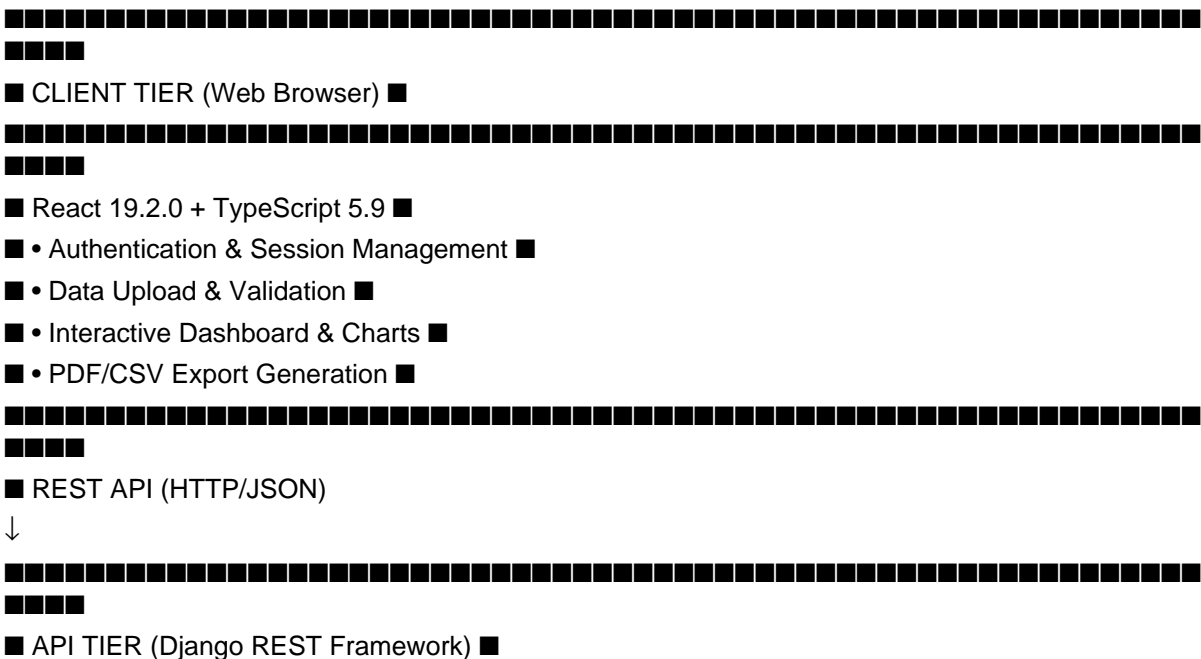 ■■■■■■■■■■■■■■■■■■■■■■■■■■■■■■■■■■■■■■■■■■■■■■■■■■■■■■■■■■■
■■■■
■ CLIENT TIER (Web Browser) ■
■■■■■■■■■■■■■■■■■■■■■■■■■■■■■■■■■■■■■■■■■■■■■■■■■■■■■■■■■■■
■■■■
■ React 19.2.0 + TypeScript 5.9 ■
■ • Authentication & Session Management ■
■ • Data Upload & Validation ■
■ • Interactive Dashboard & Charts ■
■ • PDF/CSV Export Generation ■
■■■■■■■■■■■■■■■■■■■■■■■■■■■■■■■■■■■■■■■■■■■■■■■■■■■■■■■■■■■
■■■■
■ REST API (HTTP/JSON)
↓
■■■■■■■■■■■■■■■■■■■■■■■■■■■■■■■■■■■■■■■■■■■■■■■■■■■■■■■■■■■
■■■■
■ API TIER (Django REST Framework) ■